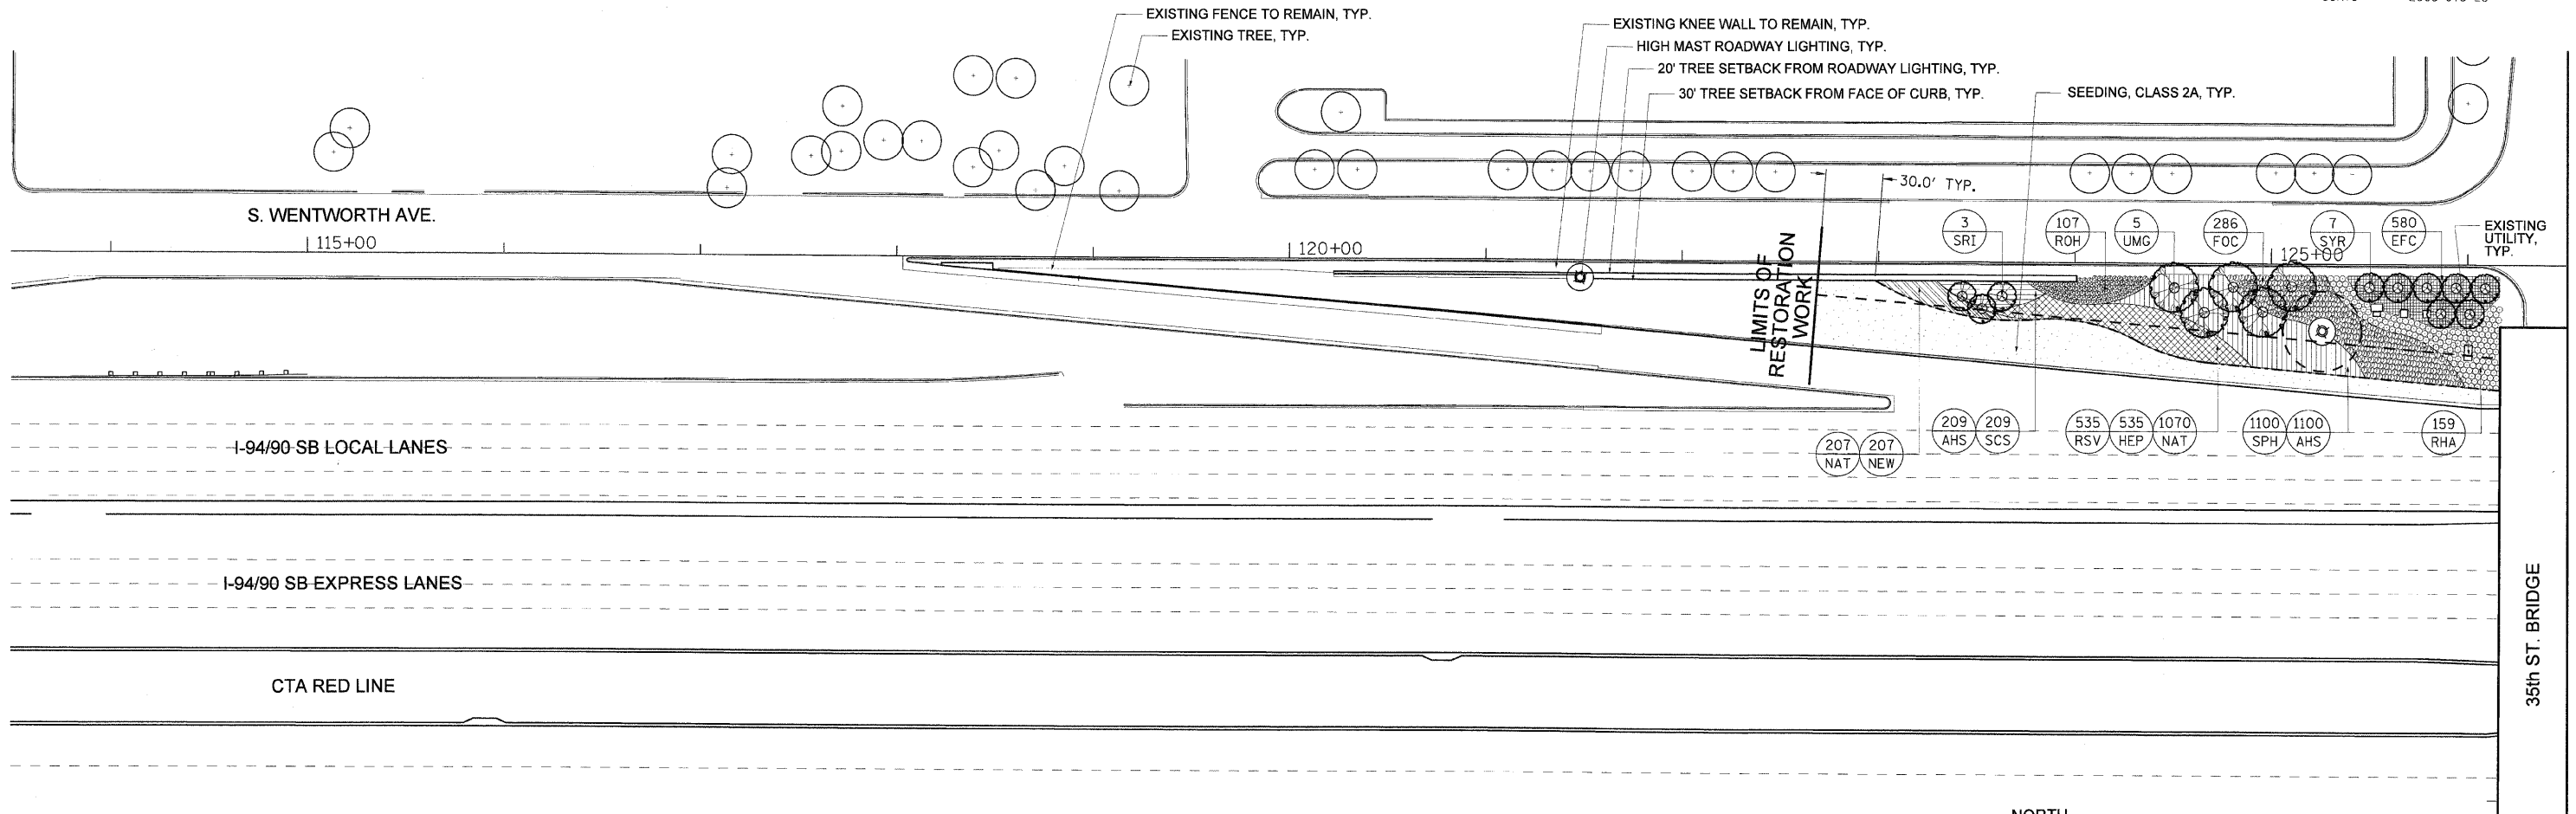 EXISTING FENCE TO REMAIN, TYP.
EXISTING TREE, TYP.
EXISTING KNEE WALL TO REMAIN, TYP.
HIGH MAST ROADWAY LIGHTING, TYP.
20' TREE SETBACK FROM ROADWAY LIGHTING, TYP.
30' TREE SETBACK FROM FACE OF CURB, TYP.
SEEDING, CLASS 2A, TYP.
30.0' TYP.
S. WENTWORTH AVE.
115+00
120+00
125+00
3
SRI
107
ROH
5
UMG
286
FOC
7
SYR
580
EFC
EXISTING
UTILITY,
TYP.
LIMITS OF
RESTORATION
WORK
207
NAT
207
NEW
209
AHS
209
SCS
535
RSV
535
HEP
1070
NAT
1100
SPH
1100
AHS
159
RHA
I-94/90 SB LOCAL LANES
I-94/90 SB EXPRESS LANES
CTA RED LINE
35th ST. BRIDGE
NORTH